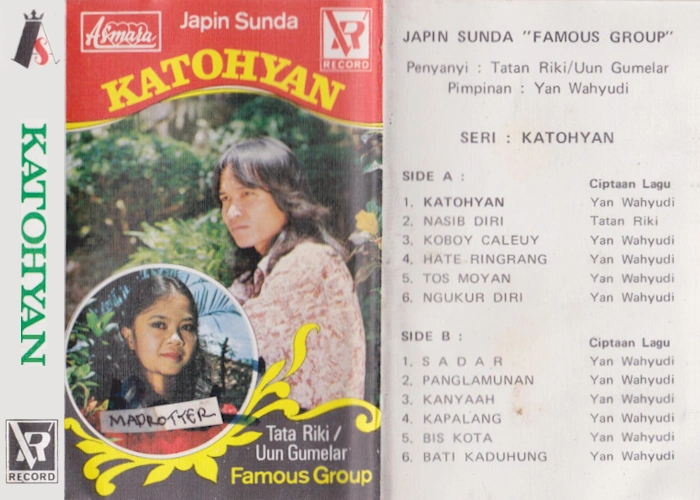 AS
KATOHYAN
VR
RECORD
Asmara
Japin Sunda
VR
RECORD
KATOHYAN
MADROTTER
Tata Riki /
Uun Gumelar
Famous Group
JAPIN SUNDA "FAMOUS GROUP"
Penyanyi : Tatan Riki/Uun Gumelar
Pimpinan : Yan Wahyudi
SERI : KATOHYAN
SIDE A :
Ciptaan Lagu
1. KATOHYAN Yan Wahyudi
2. NASIB DIRI Tatan Riki
3. KOBOY CALEUY Yan Wahyudi
4. HATE RINGRANG Yan Wahyudi
5. TOS MOYAN Yan Wahyudi
6. NGUKUR DIRI Yan Wahyudi
SIDE B :
Ciptaan Lagu
1. S A D A R Yan Wahyudi
2. PANGLAMUNAN Yan Wahyudi
3. KANYAAH Yan Wahyudi
4. KAPALANG Yan Wahyudi
5. BIS KOTA Yan Wahyudi
6. BATI KADUHUNG Yan Wahyudi